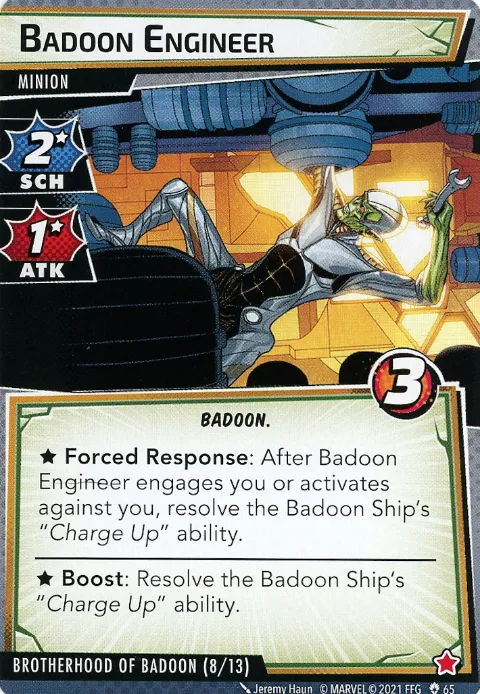 BADOON ENGINEER
MINION
2★
SCH
1★
ATK
3
BADOON.
★ Forced Response: After Badoon
Engineer engages you or activates
against you, resolve the Badoon Ship's
"Charge Up" ability.
★ Boost: Resolve the Badoon Ship's
"Charge Up" ability.
BROTHERHOOD OF BADOON (8/13)
Jeremy Haun © MARVEL © 2021 FFG 65